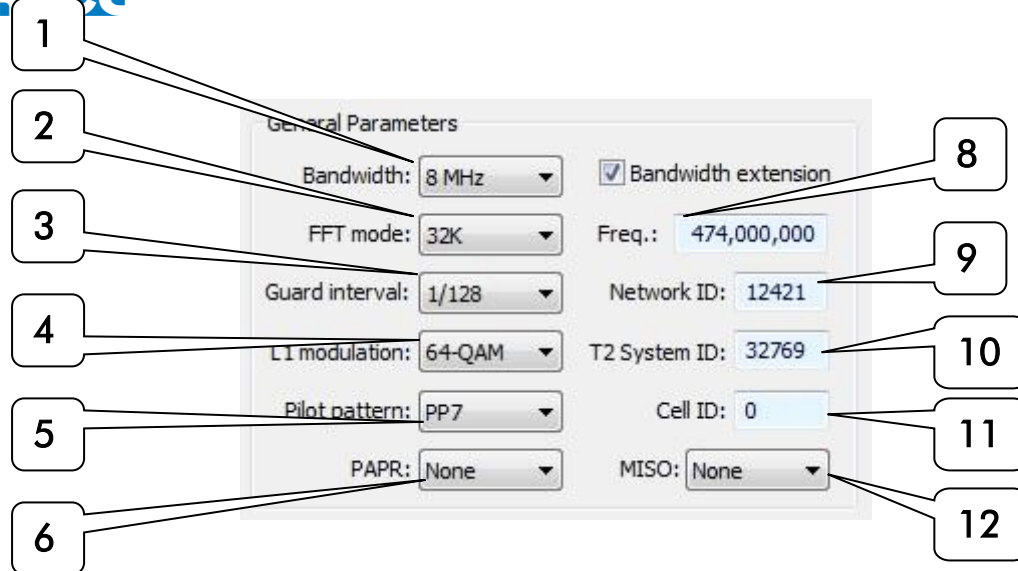 1
2
3
4
5
6
General Parameters
Bandwidth: 8 MHz
Bandwidth extension
FFT mode: 32K
Freq.: 474,000,000
Guard interval: 1/128
Network ID: 12421
L1 modulation: 64-QAM
T2 System ID: 32769
Pilot pattern: PP7
Cell ID: 0
PAPR: None
MISO: None
8
9
10
11
12